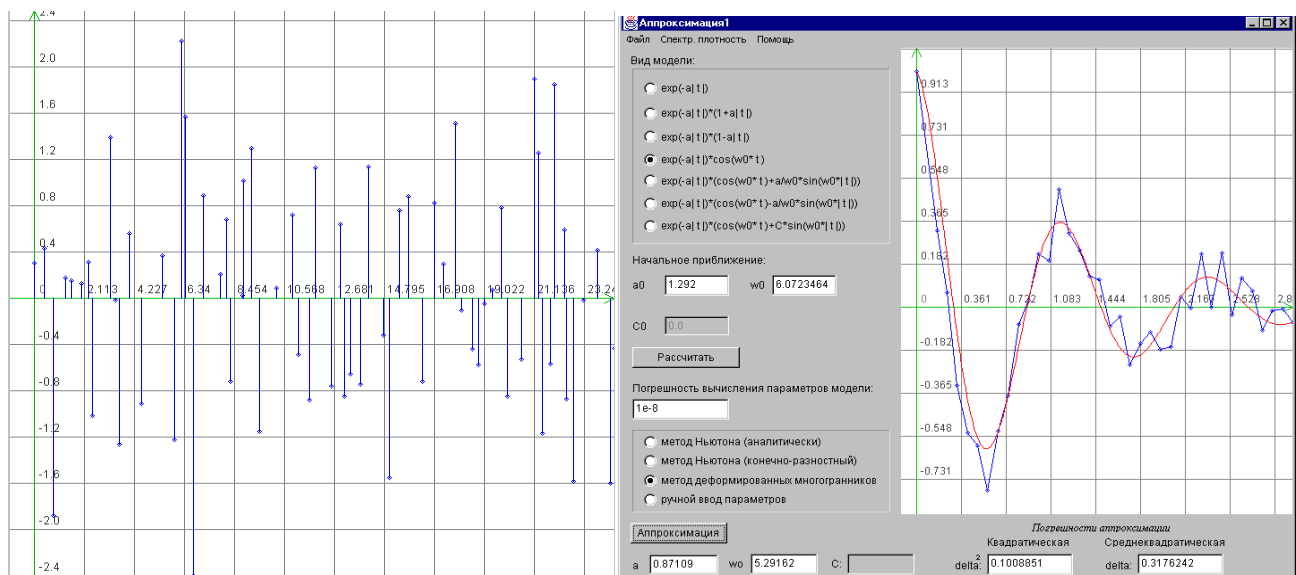 2.4
2.0
1.6
1.2
0.8
0.4
0 2.113 4.227 6.34 8.454 10.568 2.681 14.795 16.908 9.022 21.136 23.24
-0.4
-0.8
-1.2
-1.6
-2.0
-2.4
Аппроксимация1
Файл Спектр. плотность Помощь
Вид модели:
exp(-a| t |)
exp(-a| t |)*(1+a| t |)
exp(-a| t |)*(1-a| t |)
exp(-a| t |)*cos(w0* t )
exp(-a| t |)*(cos(w0* t )+a/w0*sin(w0*| t |))
exp(-a| t |)*(cos(w0* t )-a/w0*sin(w0*| t |))
exp(-a| t |)*(cos(w0* t )+C*sin(w0*| t |))
Начальное приближение:
a0 1.292 w0 6.0723464
C0 0.0
Рассчитать
Погрешность вычисления параметров модели:
1e-8
метод Ньютона (аналитически)
метод Ньютона (конечно-разностный)
метод деформированных многогранников
ручной ввод параметров
Аппроксимация
a 0.87109 wo 5.29162 C:
0.913
0.731
0.548
0.365
0.182
0 0.361 0.722 1.083 1.444 1.805 2.166 2.528 2.8
-0.182
-0.365
-0.548
-0.731
Погрешности аппроксимации
Квадратическая Среднеквадратическая
delta²: 0.1008851 delta: 0.3176242